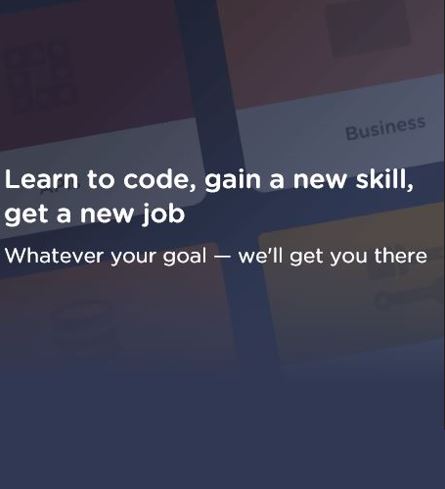 Business
Learn to code, gain a new skill,
get a new job
Whatever your goal — we'll get you there